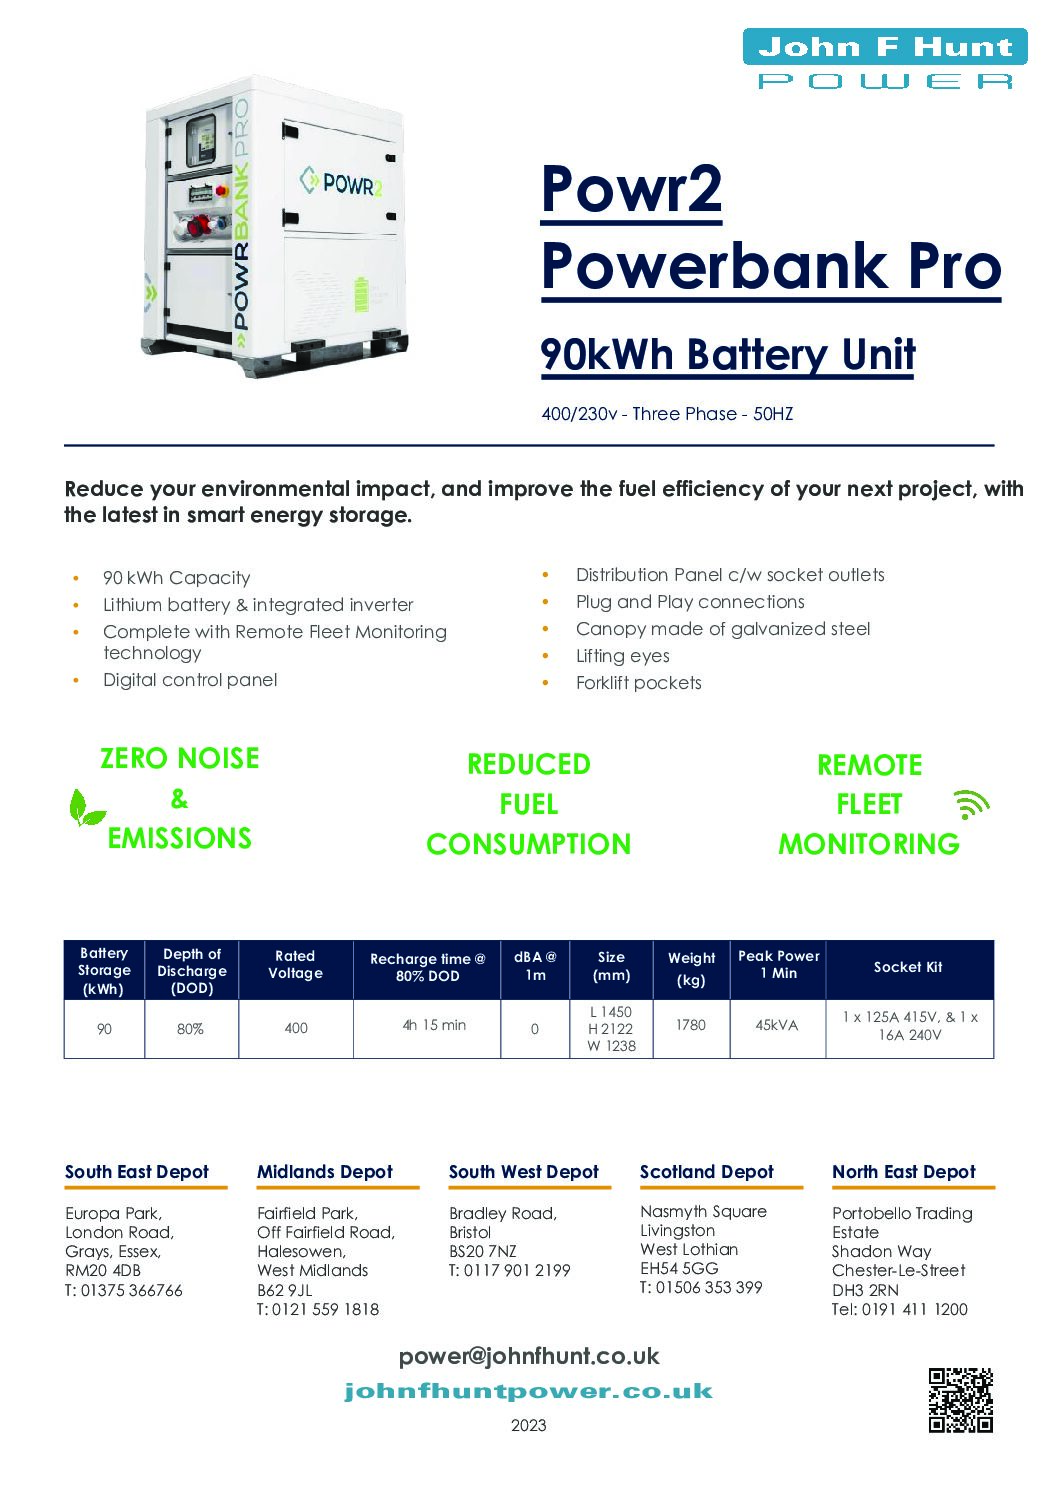 John F Hunt
POWER
POWRBANK PRO
POWR2
Powr2
Powerbank Pro
90kWh Battery Unit
400/230v - Three Phase - 50HZ
Reduce your environmental impact, and improve the fuel efficiency of your next project, with
the latest in smart energy storage.
• 90 kWh Capacity
• Lithium battery & integrated inverter
• Complete with Remote Fleet Monitoring
technology
• Digital control panel
• Distribution Panel c/w socket outlets
• Plug and Play connections
• Canopy made of galvanized steel
• Lifting eyes
• Forklift pockets
ZERO NOISE
&
EMISSIONS
REDUCED
FUEL
CONSUMPTION
REMOTE
FLEET
MONITORING
Battery
Storage
(kWh)
Depth of
Discharge
(DOD)
Rated
Voltage
Recharge time @
80% DOD
dBA @
1m
Size
(mm)
Weight
(kg)
Peak Power
1 Min
Socket Kit
90
80%
400
4h 15 min
0
L 1450
H 2122
W 1238
1780
45kVA
1 x 125A 415V, & 1 x
16A 240V
South East Depot
Europa Park,
London Road,
Grays, Essex,
RM20 4DB
T: 01375 366766
Midlands Depot
Fairfield Park,
Off Fairfield Road,
Halesowen,
West Midlands
B62 9JL
T: 0121 559 1818
South West Depot
Bradley Road,
Bristol
BS20 7NZ
T: 0117 901 2199
Scotland Depot
Nasmyth Square
Livingston
West Lothian
EH54 5GG
T: 01506 353 399
North East Depot
Portobello Trading
Estate
Shadon Way
Chester-Le-Street
DH3 2RN
Tel: 0191 411 1200
power@johnfhunt.co.uk
johnfhuntpower.co.uk
2023